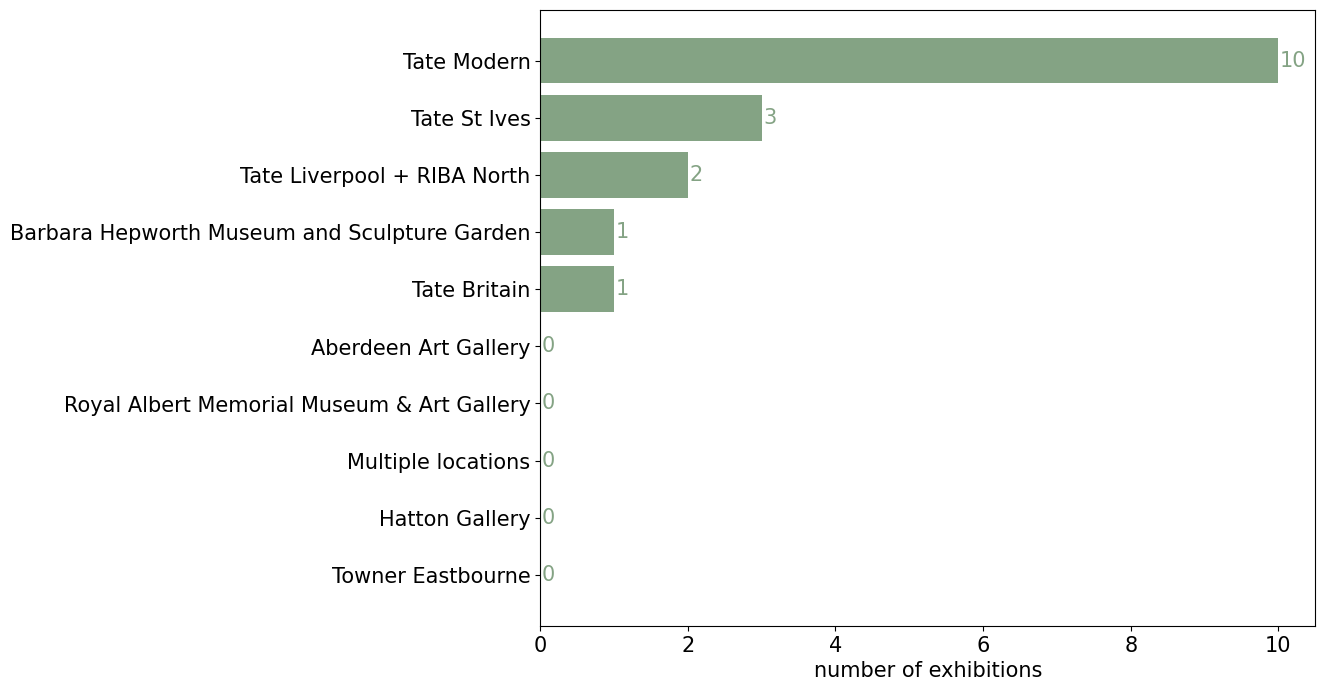 Tate Modern 10
Tate St Ives 3
Tate Liverpool + RIBA North 2
Barbara Hepworth Museum and Sculpture Garden 1
Tate Britain 1
Aberdeen Art Gallery 0
Royal Albert Memorial Museum & Art Gallery 0
Multiple locations 0
Hatton Gallery 0
Towner Eastbourne 0
0 2 4 6 8 10
number of exhibitions